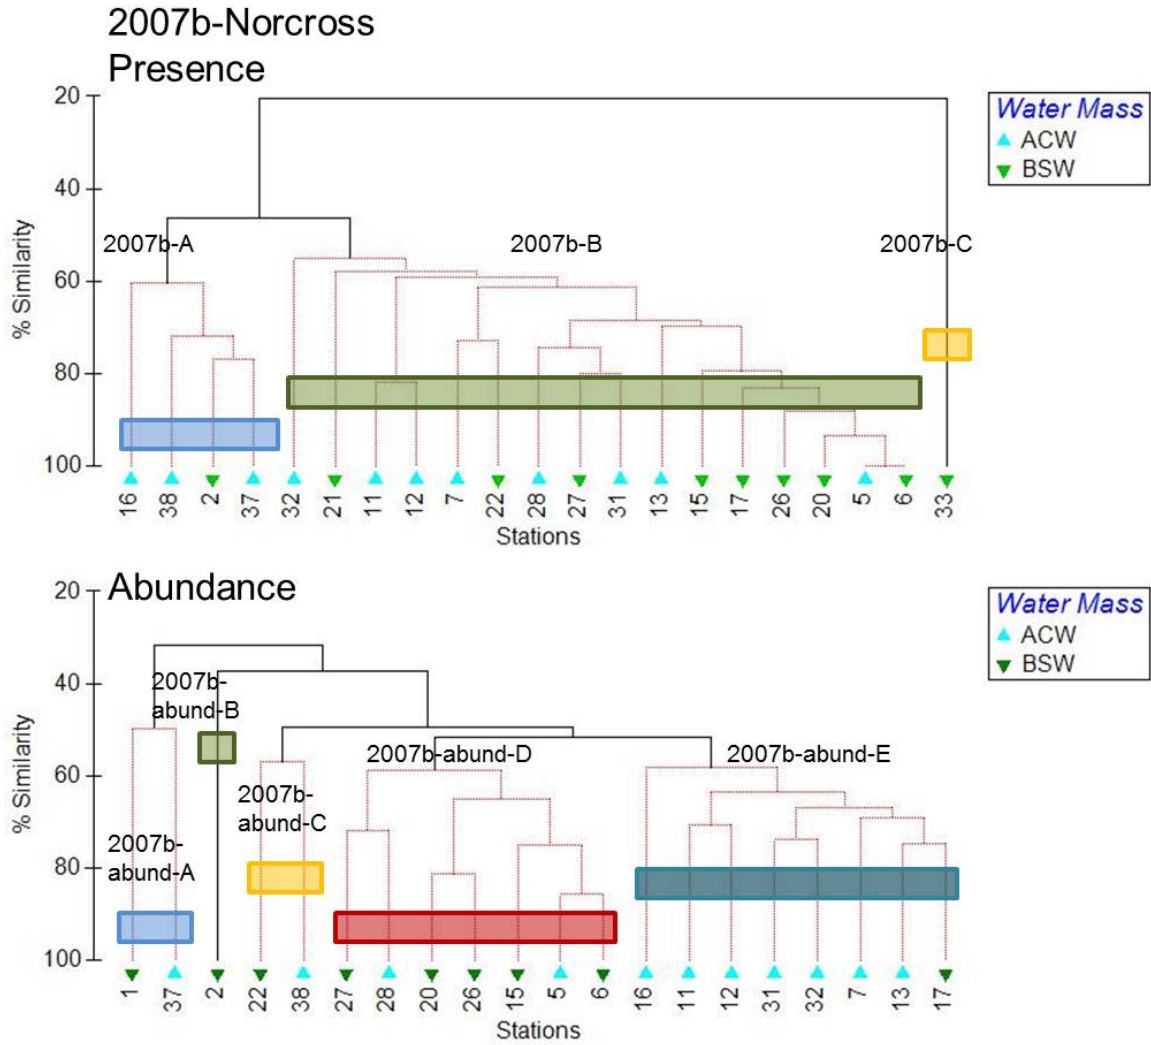 2007b-Norcross
Presence
20
40
60
80
100
% Similarity
2007b-A
2007b-B
2007b-C
16 38 2 37 32 21 11 12 7 22 28 27 31 13 15 17 26 20 5 6 33
Stations
Water Mass
ACW
BSW
Abundance
20
40
60
80
100
% Similarity
2007b-
abund-A
2007b-
abund-B
2007b-
abund-C
2007b-abund-D
2007b-abund-E
1 37 2 22 38 27 28 20 26 15 5 6 16 11 12 31 32 7 13 17
Stations
Water Mass
ACW
BSW